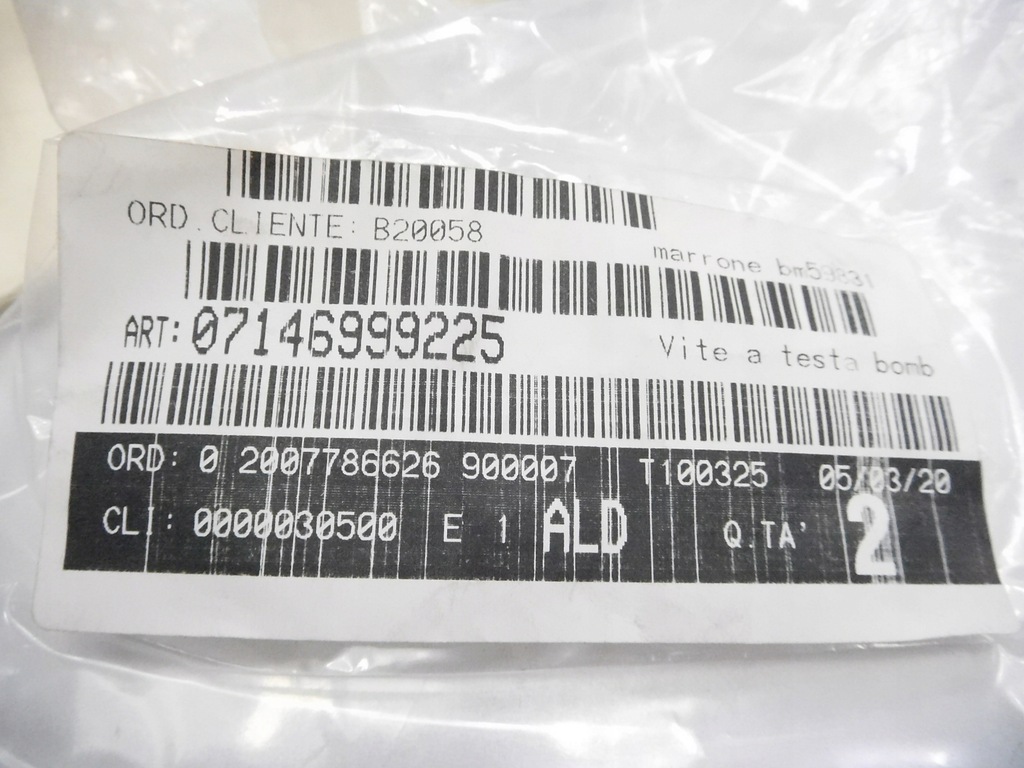 ORD.CLIENTE: B20058
marrone
ART: 07146999225
Vite a testa bomb
ORD: 0 2007786626 900007 T100325 05/03/20
CLI: 0000030500 E 1 ALD Q.TA' 2